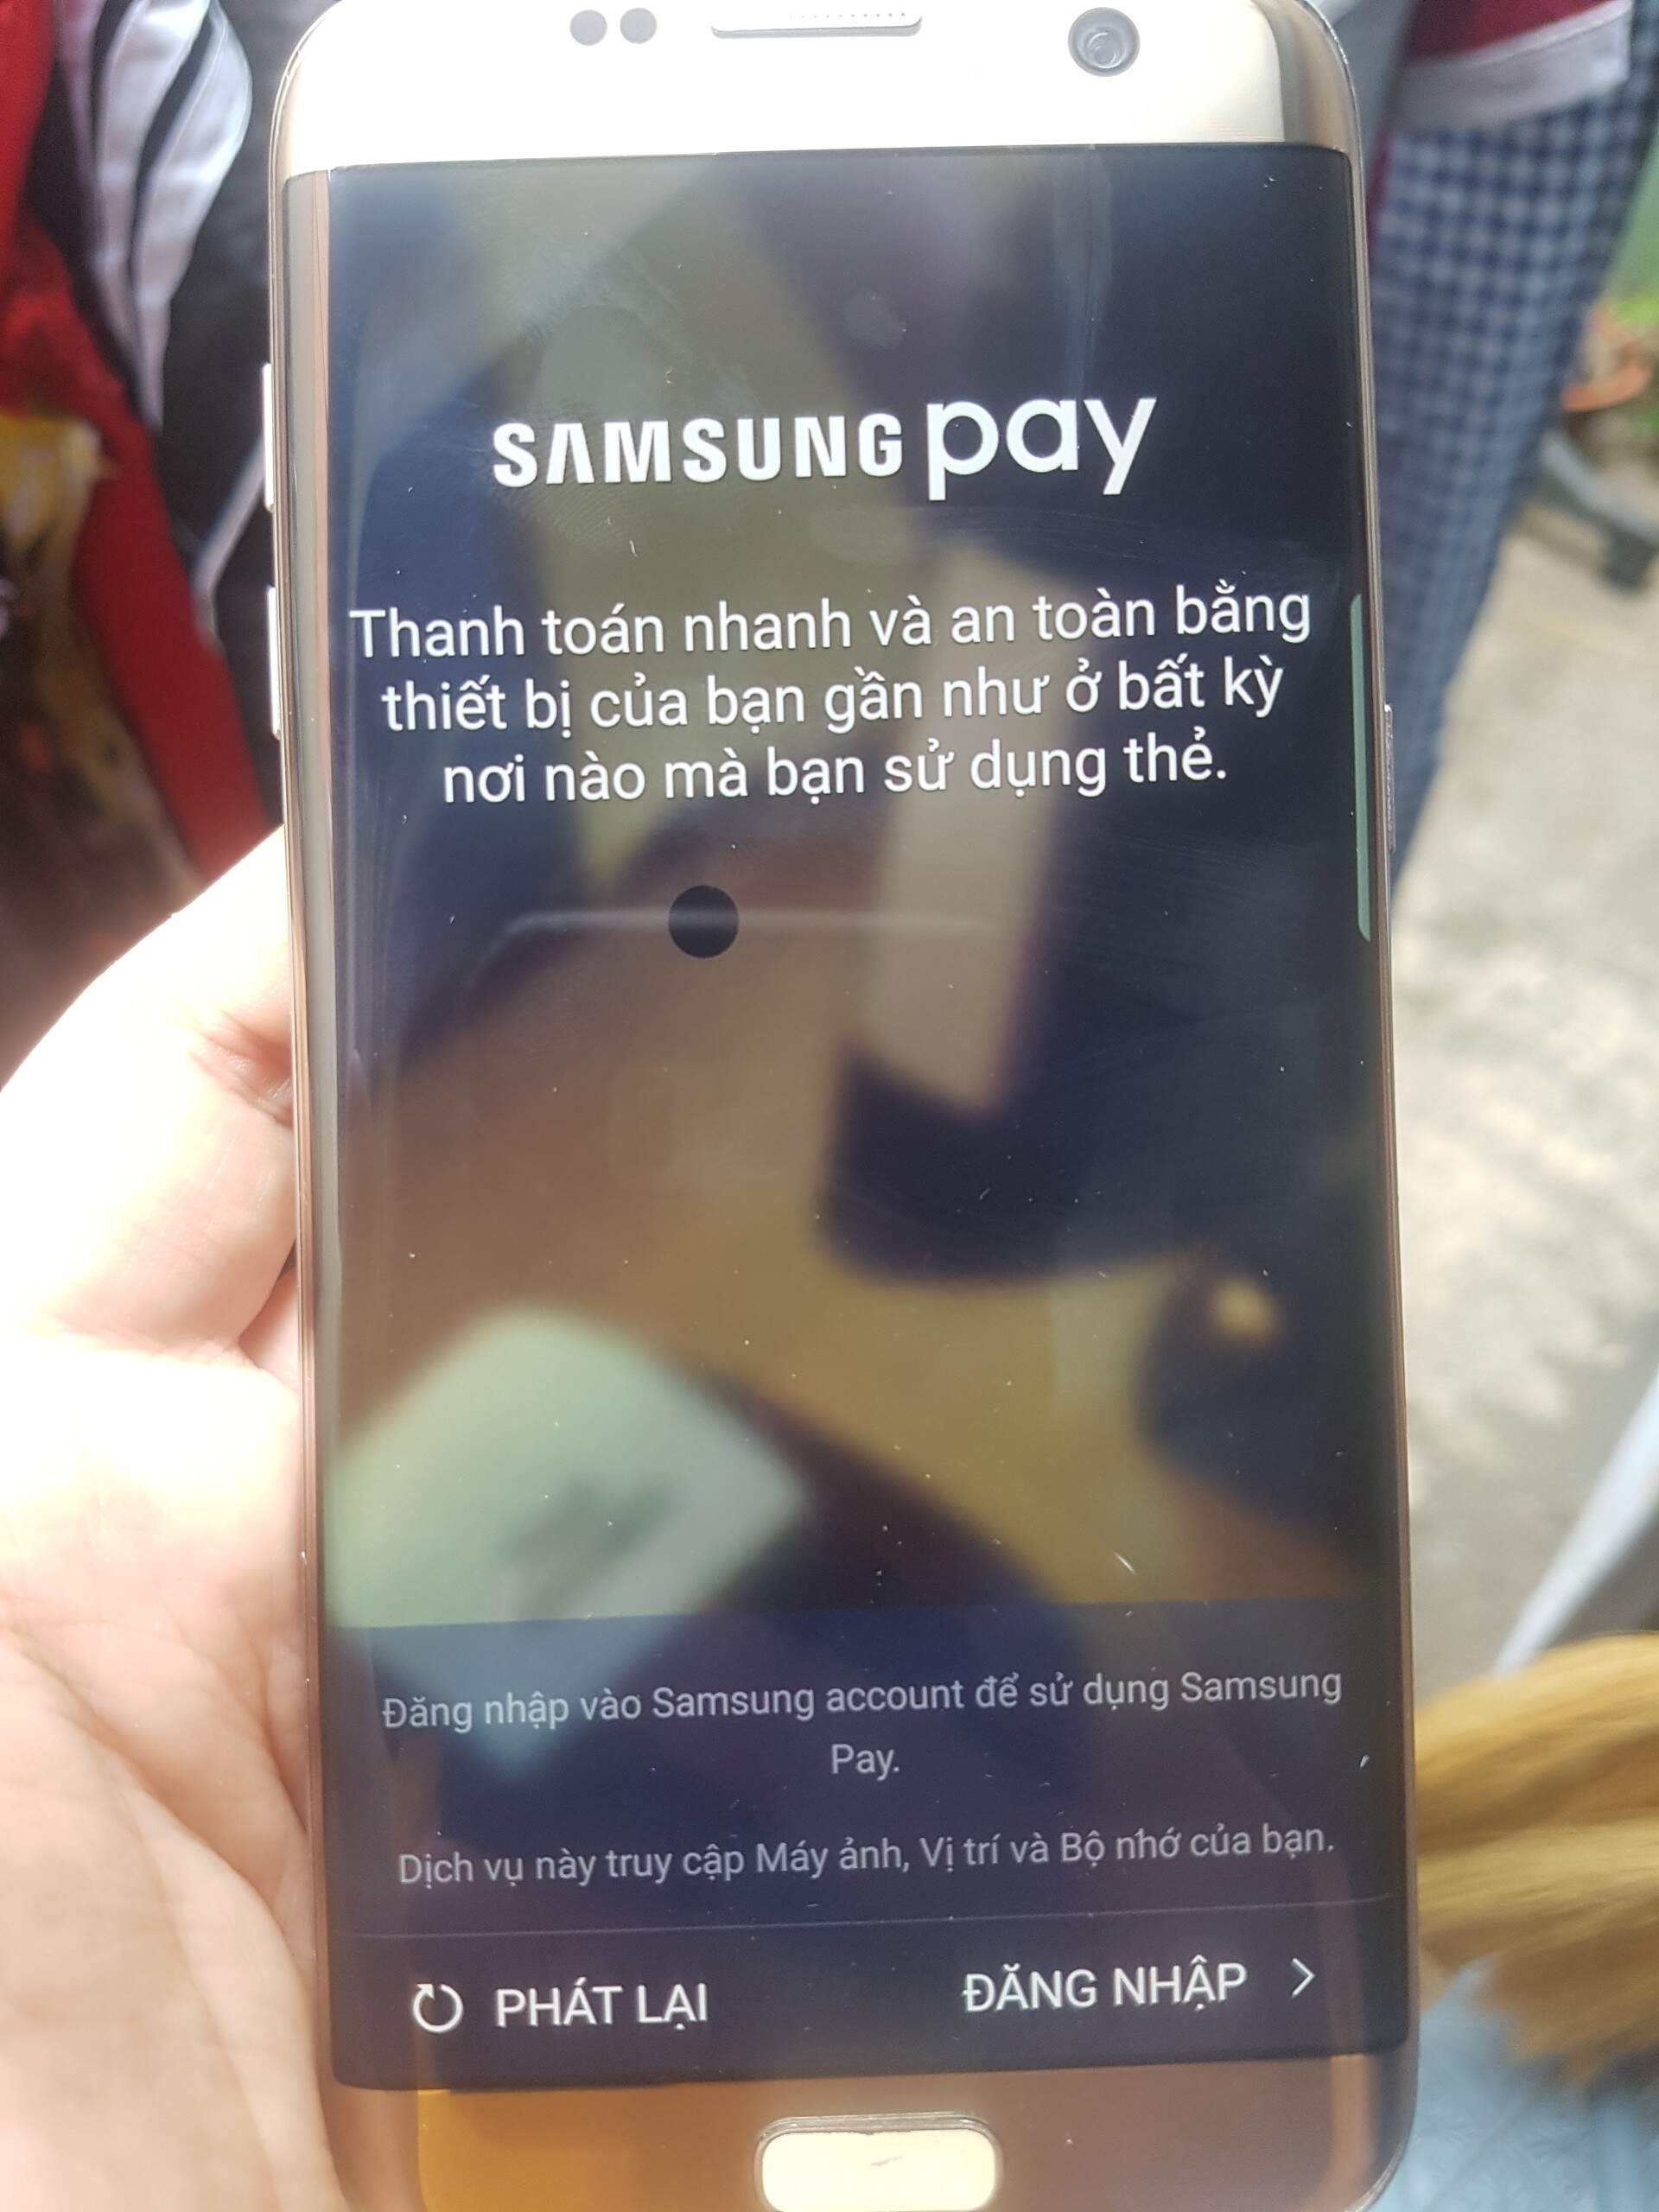 SAMSUNG pay
Thanh toán nhanh và an toàn bằng
thiết bị của bạn gần như ở bất kỳ
nơi nào mà bạn sử dụng thẻ.
Đăng nhập vào Samsung account để sử dụng Samsung
Pay.
Dịch vụ này truy cập Máy ảnh, Vị trí và Bộ nhớ của bạn.
PHÁT LẠI ĐĂNG NHẬP >